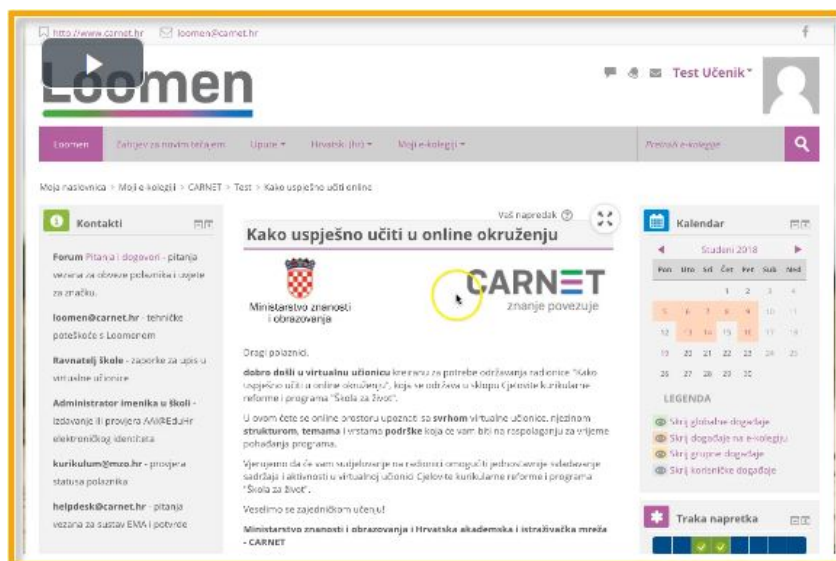 http://www.carnet.hr
loomen@carnet.hr
f
Loomen
Test Učenik
Loomen
Zahtjev za novim tečajem
Upute
Hrvatski (hr)
Moji e-kolegiji
Pretraži e-kolegije
Moja naslovnica > Moji e-kolegiji > CARNET > Test > Kako uspješno učiti online
Kontakti
Forum Pitanja i dogovori - pitanja
vezana za obveze polaznika i uvjete
za značku.
loomen@carnet.hr - tehničke
poteškoće s Loomenom
Ravnatelj škole - zaporke za upis u
virtualne učionice
Administrator imenika u školi -
izdavanje ili provjera AAI@EduHr
elektroničkog identiteta
kurikulum@mzo.hr - provjera
statusa polaznika
helpdesk@carnet.hr - pitanja
vezana za sustav EMA i potvrde
Vaš napredak
Kako uspješno učiti u online okruženju
Ministarstvo znanosti
i obrazovanja
CARNET
znanje povezuje
Dragi polaznici,
dobro došli u virtualnu učionicu kreiranu za potrebe održavanja radionice "Kako
uspješno učiti u online okruženju", koja se održava u sklopu Cjelovite kurikularne
reforme i programa "Škola za život".
U ovom ćete se online prostoru upoznati sa svrhom virtualne učionice, njezinom
strukturom, temama i vrstama podrške koja će vam biti na raspolaganju za vrijeme
pohađanja programa.
Vjerujemo da će vam sudjelovanje na radionici omogućiti jednostavnije savladavanje
sadržaja i aktivnosti u virtualnoj učionici Cjelovite kurikularne reforme i programa
"Škola za život".
Veselimo se zajedničkom učenju!
Ministarstvo znanosti i obrazovanja i Hrvatska akademska i istraživačka mreža
- CARNET
Kalendar
Studeni 2018
Pon Uto Sri Čet Pet Sub Ned
1 2 3 4
5 6 7 8 9 10 11
12 13 14 15 16 17 18
19 20 21 22 23 24 25
26 27 28 29 30
LEGENDA
Skrij globalne događaje
Skrij događaje na e-kolegiju
Skrij grupne događaje
Skrij korisničke događaje
Traka napretka